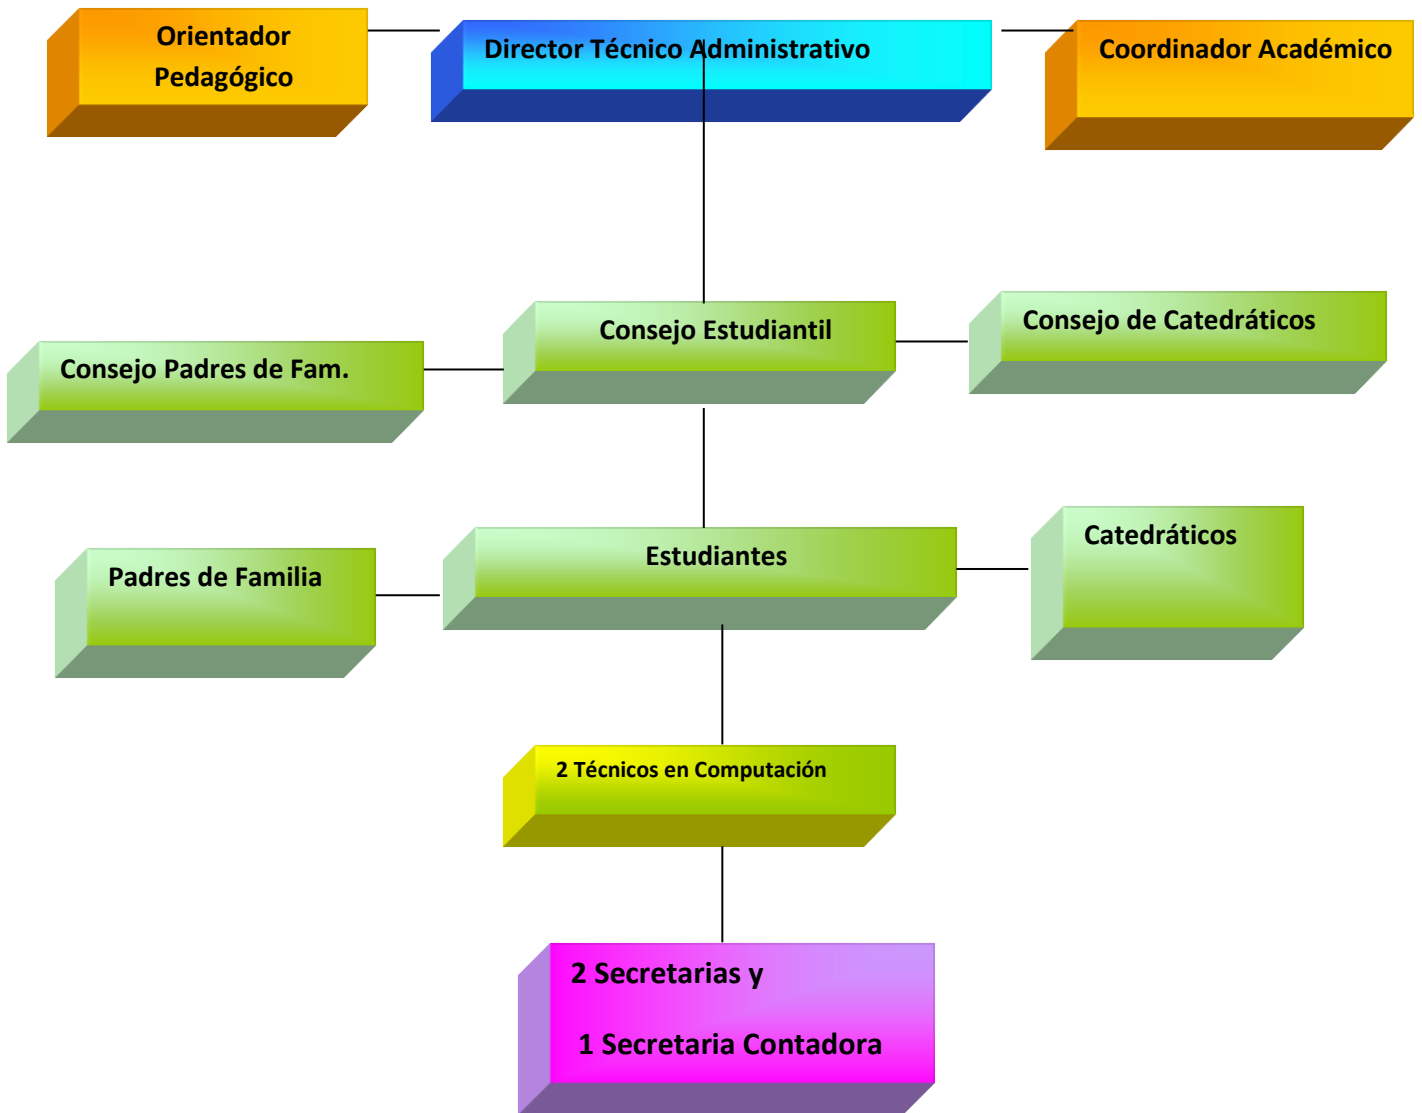 Orientador
Pedagógico
Director Técnico Administrativo
Coordinador Académico
Consejo Padres de Fam.
Consejo Estudiantil
Consejo de Catedráticos
Padres de Familia
Estudiantes
Catedráticos
2 Técnicos en Computación
2 Secretarias y
1 Secretaria Contadora